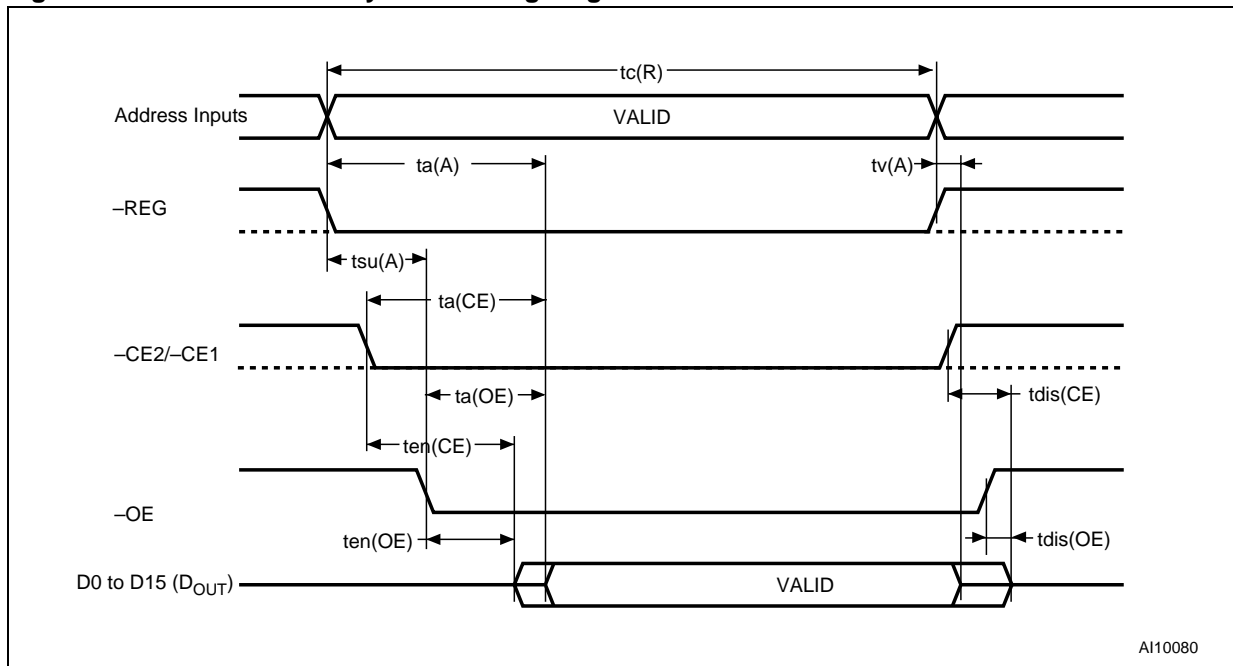 tc(R)
Address Inputs
VALID
ta(A)
tv(A)
–REG
tsu(A)
ta(CE)
–CE2/–CE1
ta(OE)
tdis(CE)
ten(CE)
–OE
ten(OE)
tdis(OE)
D0 to D15 (DOUT)
VALID
AI10080